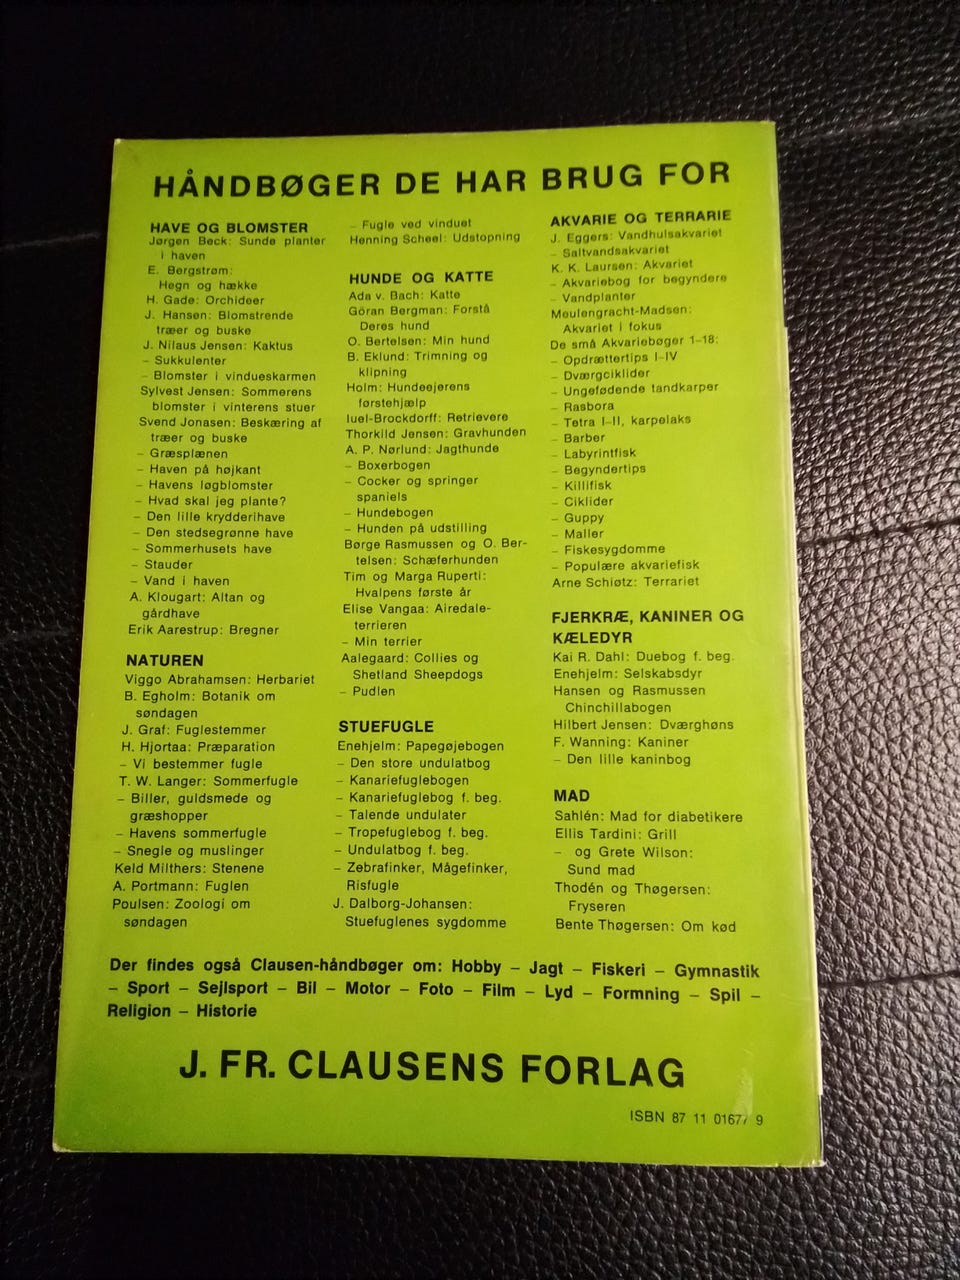 HÅNDBØGER DE HAR BRUG FOR
HAVE OG BLOMSTER
Jørgen Beck: Sunde planter
i haven
E. Bergstrøm:
Hegn og hække
H. Gade: Orchideer
J. Hansen: Blomstrende
træer og buske
J. Nilaus Jensen: Kaktus
– Sukkulenter
– Blomster i vindueskarmen
Sylvest Jensen: Sommerens
blomster i vinterens stuer
Svend Jonasen: Beskæring af
træer og buske
– Græsplænen
– Haven på højkant
– Havens løgblomster
– Hvad skal jeg plante?
– Den lille krydderihave
– Den stedsegrønne have
– Sommerhusets have
– Stauder
– Vand i haven
A. Klougart: Altan og
gårdhave
Erik Aarestrup: Bregner
NATUREN
Viggo Abrahamsen: Herbariet
B. Egholm: Botanik om
søndagen
J. Graf: Fuglestemmer
H. Hjortaa: Præparation
– Vi bestemmer fugle
T. W. Langer: Sommerfugle
– Biller, guldsmede og
græshopper
– Havens sommerfugle
– Snegle og muslinger
Keld Milthers: Stenene
A. Portmann: Fuglen
Poulsen: Zoologi om
søndagen
– Fugle ved vinduet
Henning Scheel: Udstopning
HUNDE OG KATTE
Ada v. Bach: Katte
Göran Bergman: Forstå
Deres hund
O. Bertelsen: Min hund
B. Eklund: Trimning og
klipning
Holm: Hundeejerens
førstehjælp
Iuel-Brockdorff: Retrievere
Thorkild Jensen: Gravhunden
A. P. Nørlund: Jagthunde
– Boxerbogen
– Cocker og springer
spaniels
– Hundebogen
– Hunden på udstilling
Børge Rasmussen og O. Ber-
telsen: Schæferhunden
Tim og Marga Ruperti:
Hvalpens første år
Elise Vangaa: Airedale-
terrieren
– Min terrier
Aalegaard: Collies og
Shetland Sheepdogs
– Pudlen
STUEFUGLE
Enehjelm: Papegøjebogen
– Den store undulatbog
– Kanariefuglebogen
– Kanariefuglebog f. beg.
– Talende undulater
– Tropefuglebog f. beg.
– Undulatbog f. beg.
– Zebrafinker, Mågefinker,
Risfugle
J. Dalborg-Johansen:
Stuefuglenes sygdomme
AKVARIE OG TERRARIE
J. Eggers: Vandhulsakvariet
– Saltvandsakvariet
K. K. Laursen: Akvariet
– Akvariebog for begyndere
– Vandplanter
Meulengracht-Madsen:
Akvariet i fokus
De små Akvariebøger 1–18:
– Opdrættertips I–IV
– Dværgciklider
– Ungefødende tandkarper
– Rasbora
– Tetra I–II, karpelaks
– Barber
– Labyrintfisk
– Begyndertips
– Killifisk
– Ciklider
– Guppy
– Maller
– Fiskesygdomme
– Populære akvariefisk
Arne Schiøtz: Terrariet
FJERKRÆ, KANINER OG
KÆLEDYR
Kai R. Dahl: Duebog f. beg.
Enehjelm: Selskabsdyr
Hansen og Rasmussen
Chinchillabogen
Hilbert Jensen: Dværghøns
F. Wanning: Kaniner
– Den lille kaninbog
MAD
Sahlén: Mad for diabetikere
Ellis Tardini: Grill
– og Grete Wilson:
Sund mad
Thodén og Thøgersen:
Fryseren
Bente Thøgersen: Om kød
Der findes også Clausen-håndbøger om: Hobby – Jagt – Fiskeri – Gymnastik
– Sport – Sejlsport – Bil – Motor – Foto – Film – Lyd – Formning – Spil –
Religion – Historie
J. FR. CLAUSENS FORLAG
ISBN 87 11 01677 9